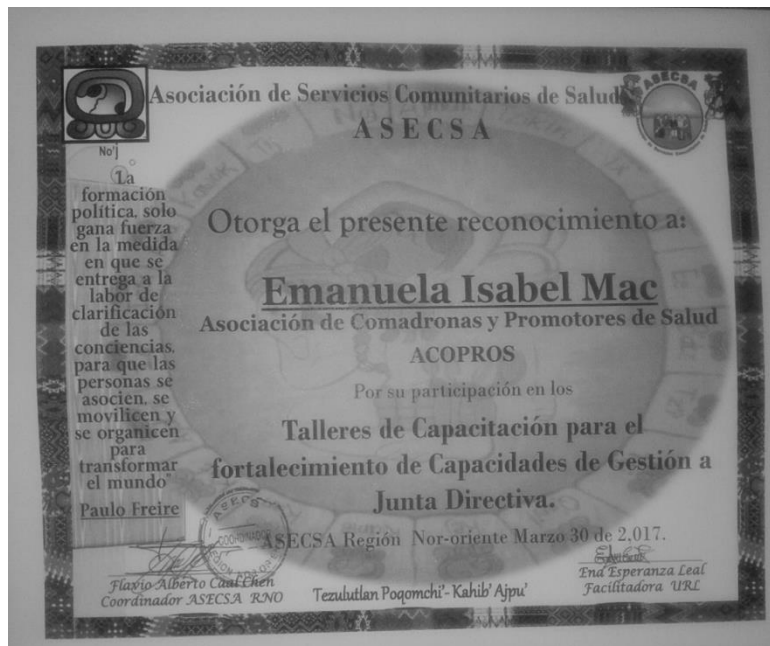 Asociación de Servicios Comunitarios de Salud
ASECSA
ASECSA
No'j
"La
formación
política, solo
gana fuerza
en la medida
en que se
entrega a la
labor de
clarificación
de las
conciencias,
para que las
personas se
asocien, se
movilicen y
se organicen
para
transformar
el mundo"
Paulo Freire
Otorga el presente reconocimiento a:
Emanuela Isabel Mac
Asociación de Comadronas y Promotores de Salud
ACOPROS
Por su participación en los
Talleres de Capacitación para el
fortalecimiento de Capacidades de Gestión a
Junta Directiva.
ASECSA Región Nor-oriente Marzo 30 de 2,017.
COORDINADOR
Flavio Alberto Caal
Coordinador ASECSA RNO
Tezulutlan Poqomchi'- Kahib' Ajpu'
Ena Esperanza Leal
Facilitadora URL